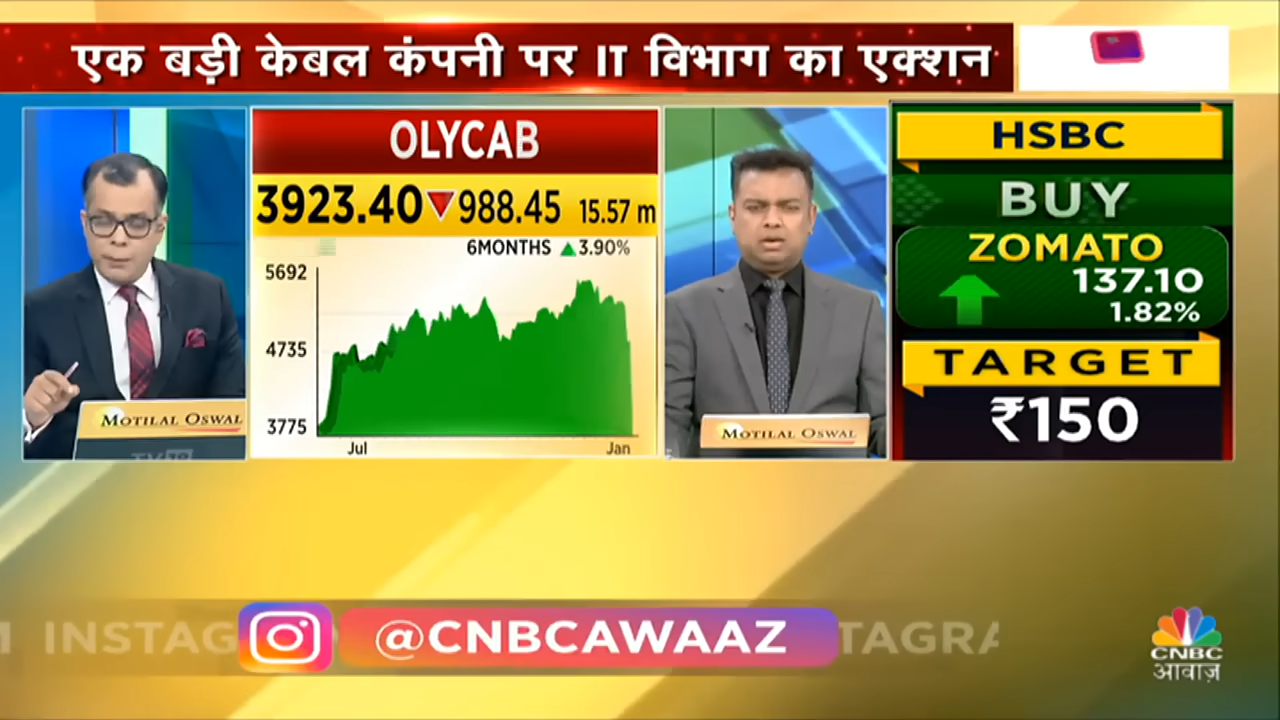 एक बड़ी केबल कंपनी पर IT विभाग का एक्शन
OLYCAB
3923.40 ▼ 988.45 15.57 m
6MONTHS ▲ 3.90%
5692
4735
3775
Jul Jan
MOTILAL OSWAL
MOTILAL OSWAL
HSBC
BUY
ZOMATO
137.10
1.82%
TARGET
₹150
INSTAG
@CNBCAWAAZ
TAGRA
CNBC
आवाज़